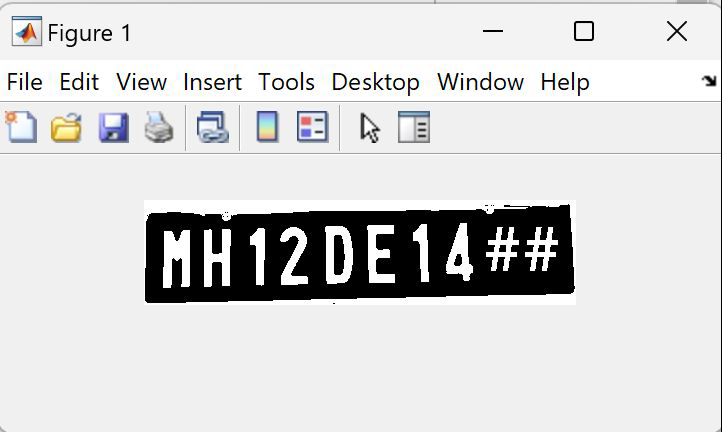 Figure 1
File Edit View Insert Tools Desktop Window Help
MH12DE14##